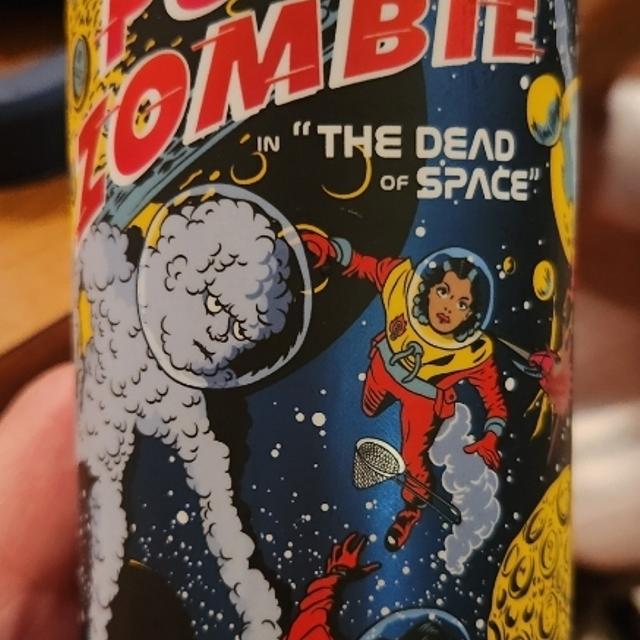 ZOMBIE
IN "THE DEAD
OF SPACE"